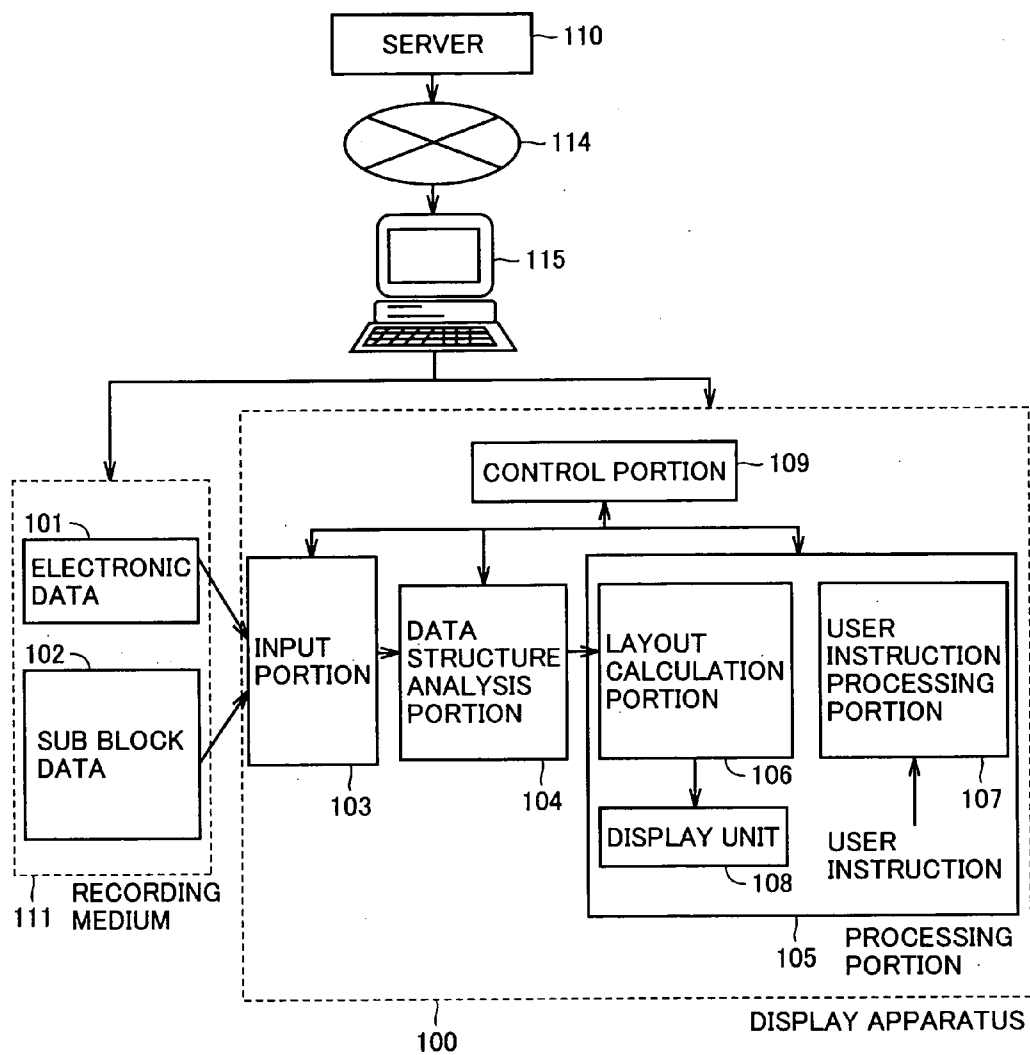 SERVER
110
114
115
CONTROL PORTION
109
101
ELECTRONIC
DATA
102
SUB BLOCK
DATA
INPUT
PORTION
103
DATA
STRUCTURE
ANALYSIS
PORTION
104
LAYOUT
CALCULATION
PORTION
106
USER
INSTRUCTION
PROCESSING
PORTION
107
DISPLAY UNIT
108
USER
INSTRUCTION
111
RECORDING
MEDIUM
105
PROCESSING
PORTION
100
DISPLAY APPARATUS